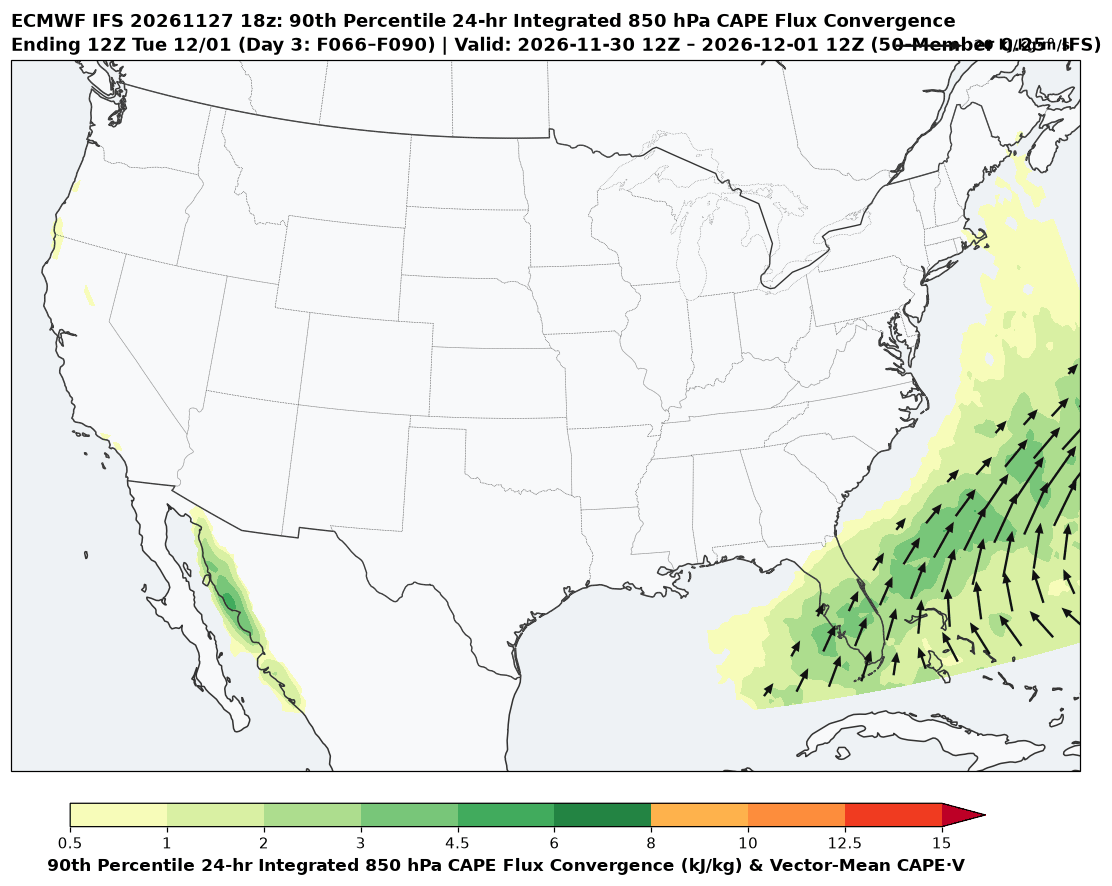 ECMWF IFS 20261127 18z: 90th Percentile 24-hr Integrated 850 hPa CAPE Flux Convergence
Ending 12Z Tue 12/01 (Day 3: F066–F090) | Valid: 2026-11-30 12Z – 2026-12-01 12Z (50-Member 0.25° IFS)
0.5 1 2 3 4.5 6 8 10 12.5 15
90th Percentile 24-hr Integrated 850 hPa CAPE Flux Convergence (kJ/kg) & Vector-Mean CAPE·V